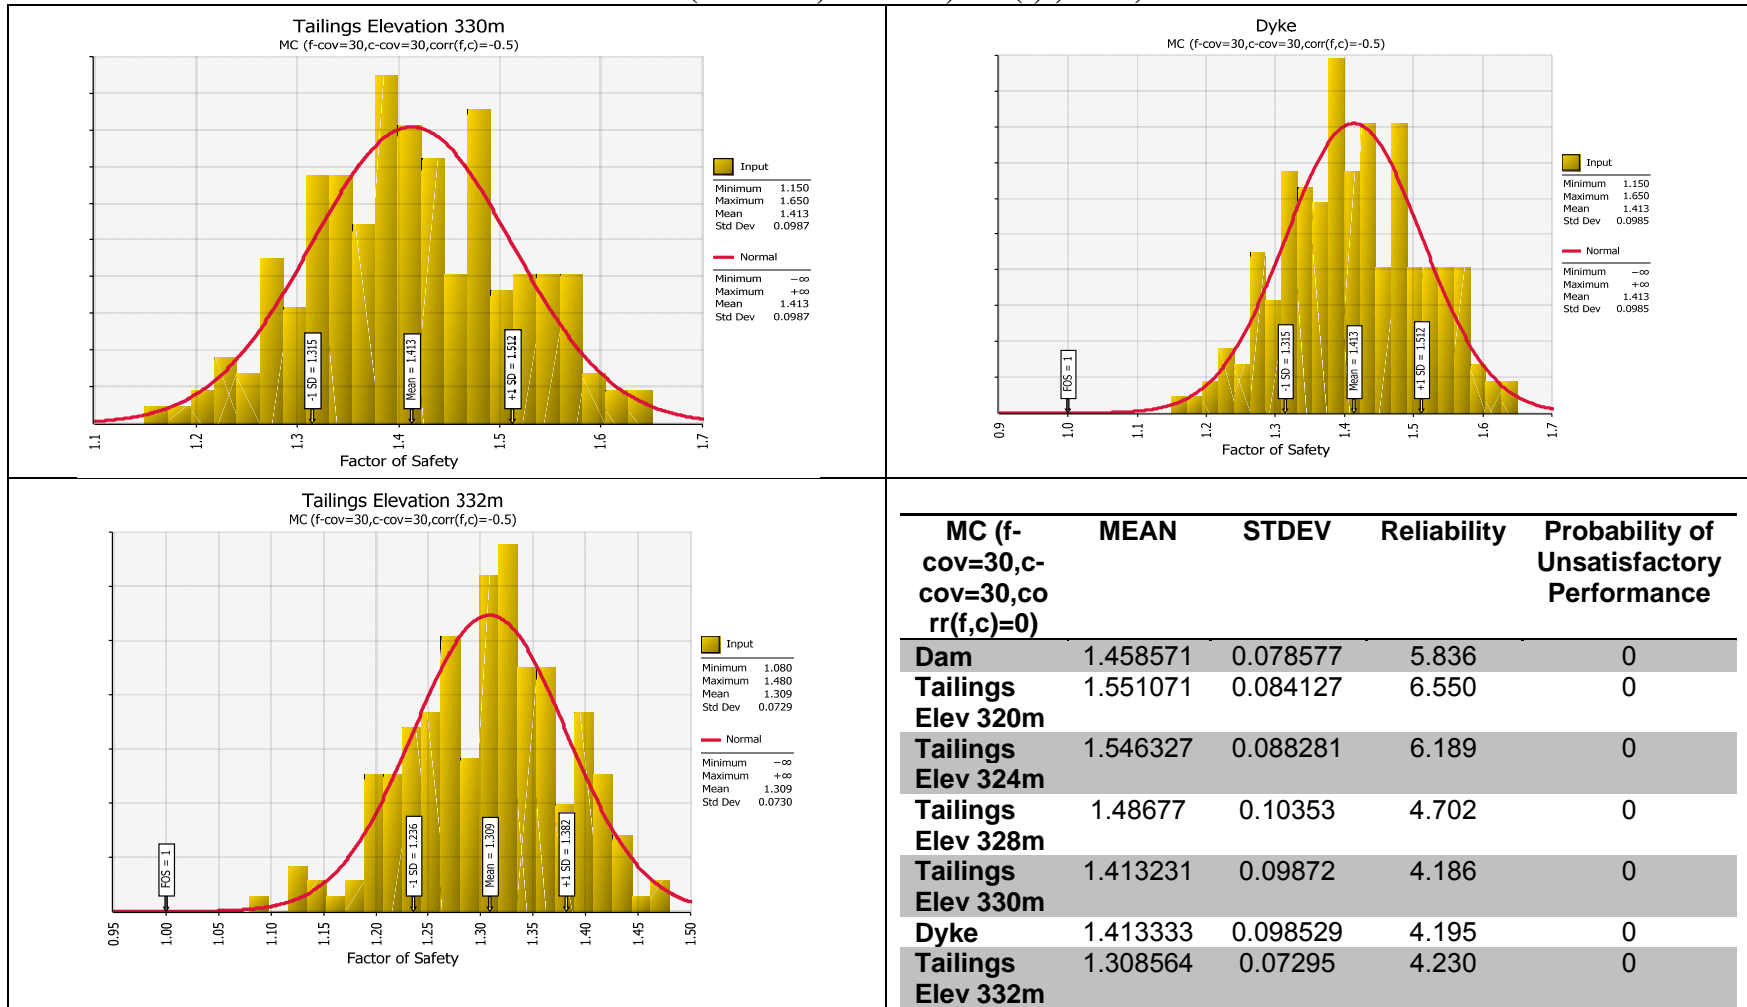 Tailings Elevation 330m
MC (f-cov=30,c-cov=30,corr(f,c)=-0.5)
Input
Minimum 1.150
Maximum 1.650
Mean 1.413
Std Dev 0.0987
Normal
Minimum −∞
Maximum +∞
Mean 1.413
Std Dev 0.0987
-1 SD = 1.315
Mean = 1.413
+1 SD = 1.512
1.1 1.2 1.3 1.4 1.5 1.6 1.7
Factor of Safety
Dyke
MC (f-cov=30,c-cov=30,corr(f,c)=-0.5)
Input
Minimum 1.150
Maximum 1.650
Mean 1.413
Std Dev 0.0985
Normal
Minimum −∞
Maximum +∞
Mean 1.413
Std Dev 0.0985
FOS = 1
-1 SD = 1.315
Mean = 1.413
+1 SD = 1.512
0.9 1.0 1.1 1.2 1.3 1.4 1.5 1.6 1.7
Factor of Safety
Tailings Elevation 332m
MC (f-cov=30,c-cov=30,corr(f,c)=-0.5)
Input
Minimum 1.080
Maximum 1.480
Mean 1.309
Std Dev 0.0729
Normal
Minimum −∞
Maximum +∞
Mean 1.309
Std Dev 0.0730
FOS = 1
-1 SD = 1.236
Mean = 1.309
+1 SD = 1.382
0.95 1.00 1.05 1.10 1.15 1.20 1.25 1.30 1.35 1.40 1.45 1.50
Factor of Safety
MC (f- MEAN STDEV Reliability Probability of
cov=30,c- Unsatisfactory
cov=30,co Performance
rr(f,c)=0)
Dam 1.458571 0.078577 5.836 0
Tailings 1.551071 0.084127 6.550 0
Elev 320m
Tailings 1.546327 0.088281 6.189 0
Elev 324m
Tailings 1.48677 0.10353 4.702 0
Elev 328m
Tailings 1.413231 0.09872 4.186 0
Elev 330m
Dyke 1.413333 0.098529 4.195 0
Tailings 1.308564 0.07295 4.230 0
Elev 332m